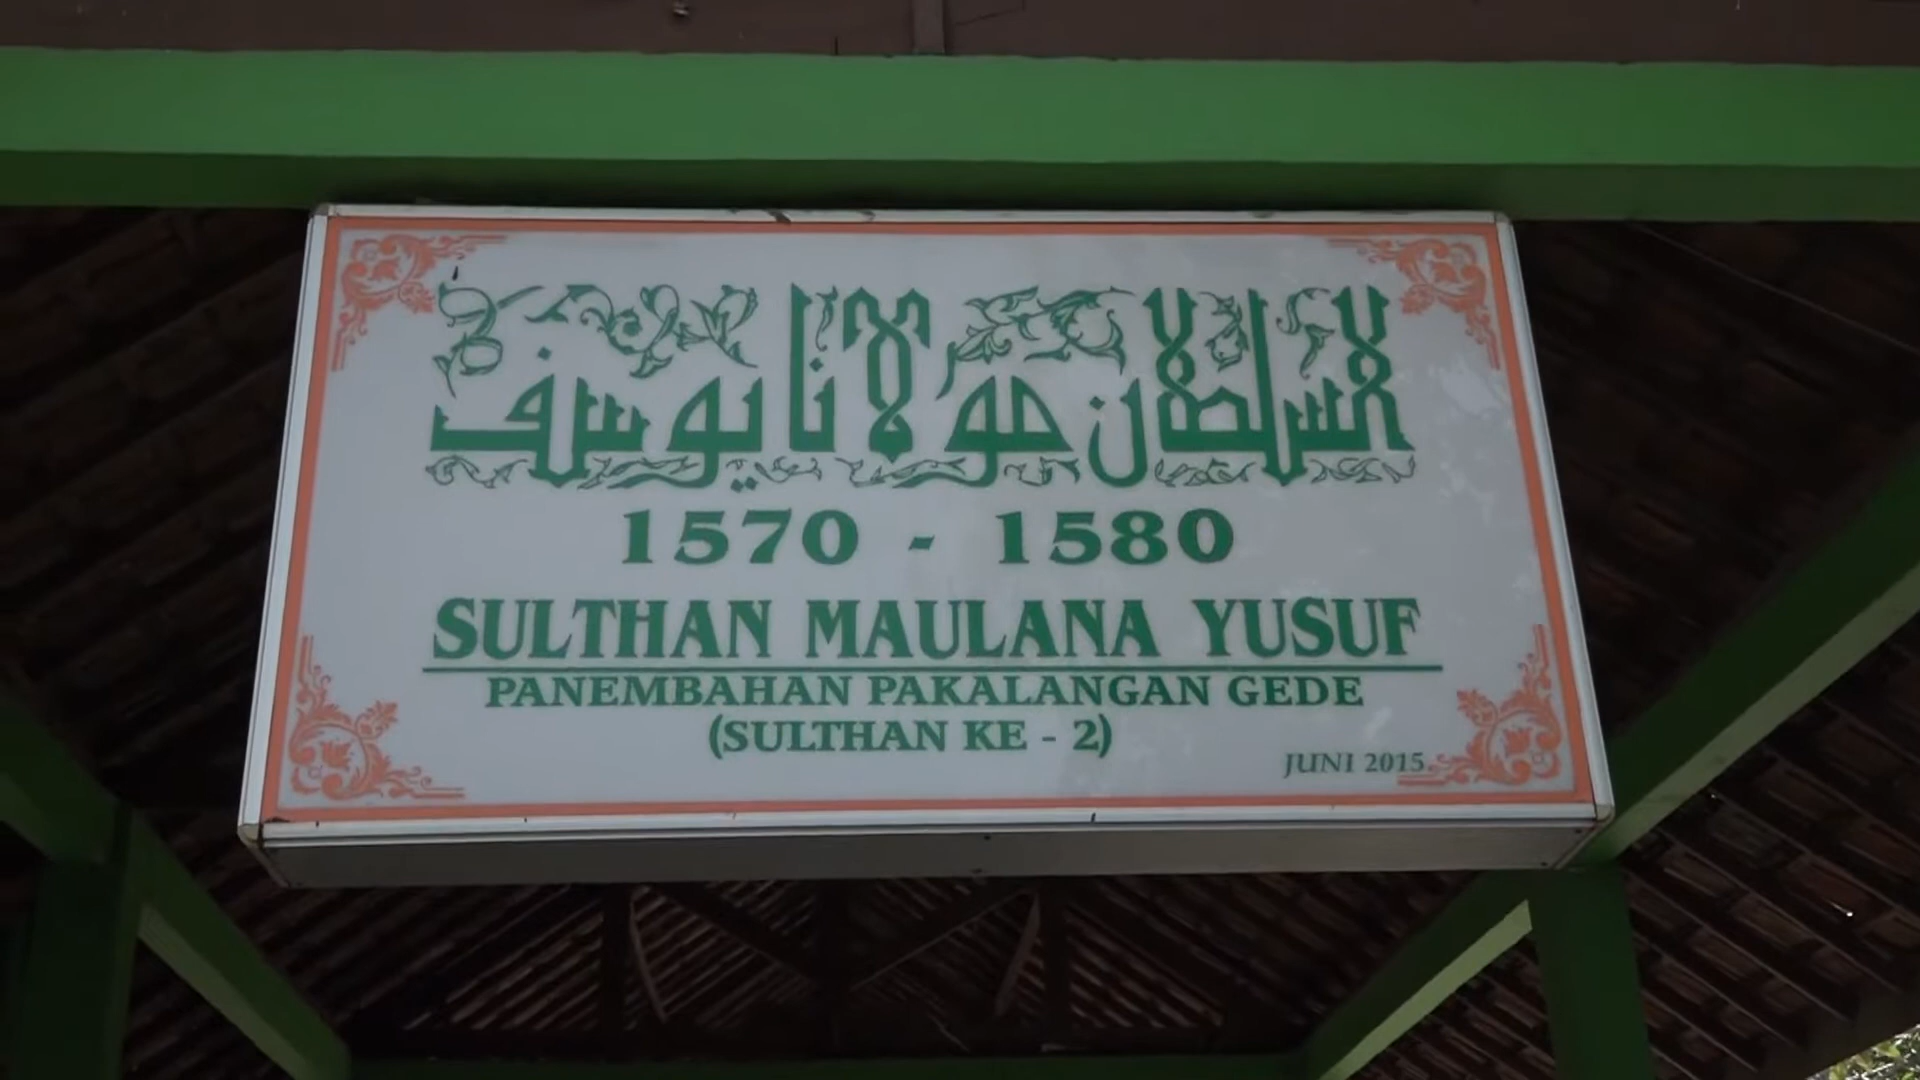 السلطان مولانا يوسف
1570 - 1580
SULTHAN MAULANA YUSUF
PANEMBAHAN PAKALANGAN GEDE
(SULTHAN KE - 2)
JUNI 2015